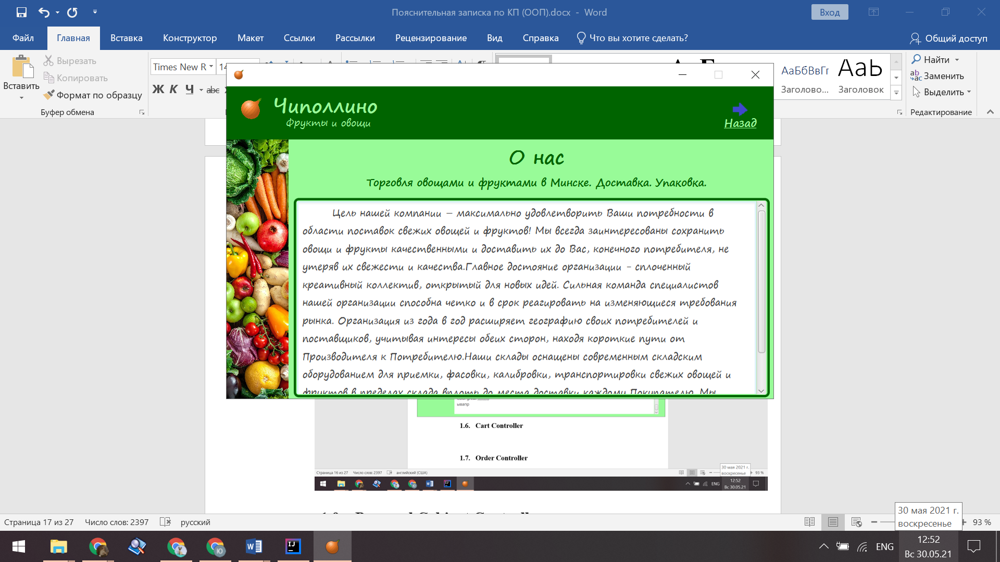 Пояснительная записка по КП (ООП).docx - Word
Вход
Файл Главная Вставка Конструктор Макет Ссылки Рассылки Рецензирование Вид Справка Что вы хотите сделать? Общий доступ
Вставить
Вырезать
Копировать
Формат по образцу
Буфер обмена
Times New R 14
Ж К Ч abc
АаБбВвГг АаЬ
Заголово... Заголовок
Найти
Заменить
Выделить
Редактирование
Чиполлино
Фрукты и овощи
Назад
О нас
Торговля овощами и фруктами в Минске. Доставка. Упаковка.
Цель нашей компании – максимально удовлетворить Ваши потребности в
области поставок свежих овощей и фруктов! Мы всегда заинтересованы сохранить
овощи и фрукты качественными и доставить их до Вас, конечного потребителя, не
утеряв их свежести и качества.Главное достояние организации - сплоченный
креативный коллектив, открытый для новых идей. Сильная команда специалистов
нашей организации способна четко и в срок реагировать на изменяющиеся требования
рынка. Организация из года в год расширяет географию своих потребителей и
поставщиков, учитывая интересы обеих сторон, находя короткие пути от
Производителя к Потребителю.Наши склады оснащены современным складским
оборудованием для приемки, фасовки, калибровки, транспортировки свежих овощей и
фруктов в пределах склада вплоть до места доставки каждому Покупателю. Мы
ывапр
1.6. Cart Controller
1.7. Order Controller
30 мая 2021 г.
воскресенье
Страница 16 из 27 Число слов: 2397 английский (США) 93 %
ENG
12:52
Вс 30.05.21
Страница 17 из 27 Число слов: 2397 русский
30 мая 2021 г.
воскресенье
93 %
ENG
12:52
Вс 30.05.21